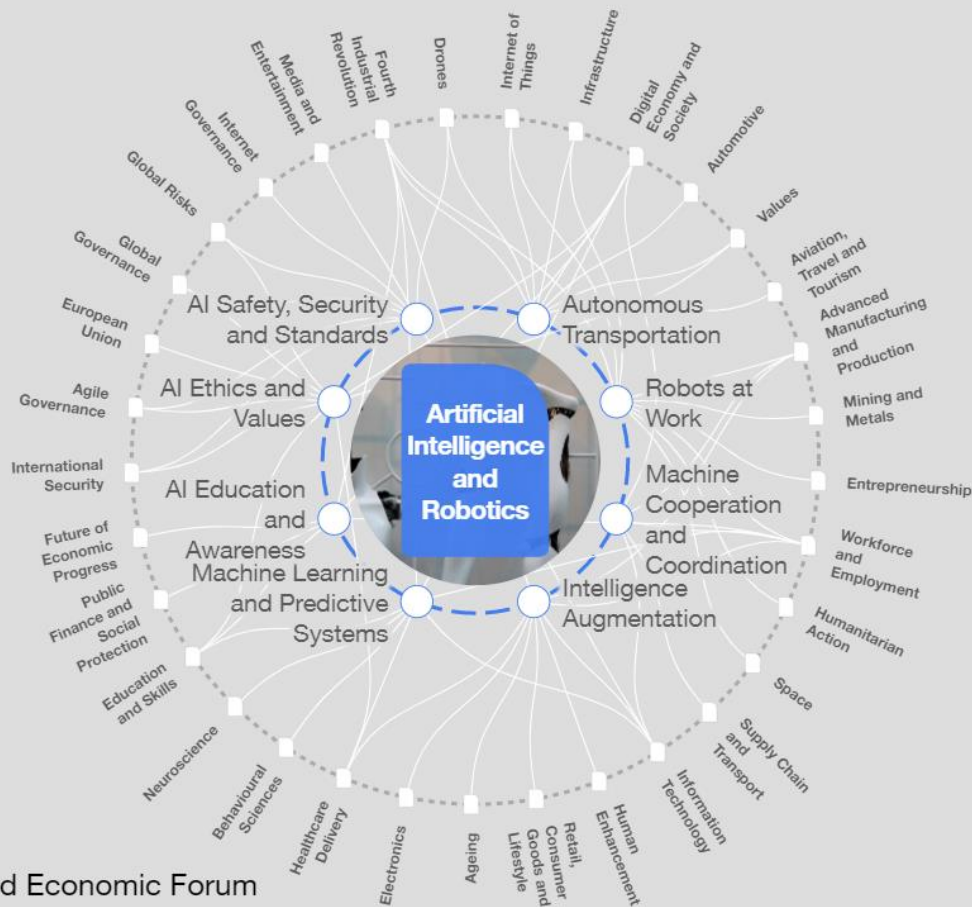 Fourth
Industrial
Revolution
Drones
Internet of
Things
Infrastructure
Digital
Economy and
Society
Automotive
Values
Aviation,
Travel and
Tourism
Advanced
Manufacturing
and
Production
Mining and
Metals
Entrepreneurship
Workforce
and
Employment
Humanitarian
Action
Space
Supply Chain
and
Transport
Information
Technology
Human
Enhancement
Retail,
Consumer
Goods and
Lifestyle
Ageing
Electronics
Healthcare
Delivery
Behavioural
Sciences
Neuroscience
Education
and Skills
Public
Finance and
Social
Protection
Future of
Economic
Progress
International
Security
Agile
Governance
European
Union
Global
Governance
Global Risks
Internet
Governance
Media and
Entertainment
AI Safety, Security
and Standards
Autonomous
Transportation
AI Ethics and
Values
Robots at
Work
AI Education
and
Awareness
Machine
Cooperation
and
Coordination
Machine Learning
and Predictive
Systems
Intelligence
Augmentation
Artificial
Intelligence
and
Robotics
d Economic Forum